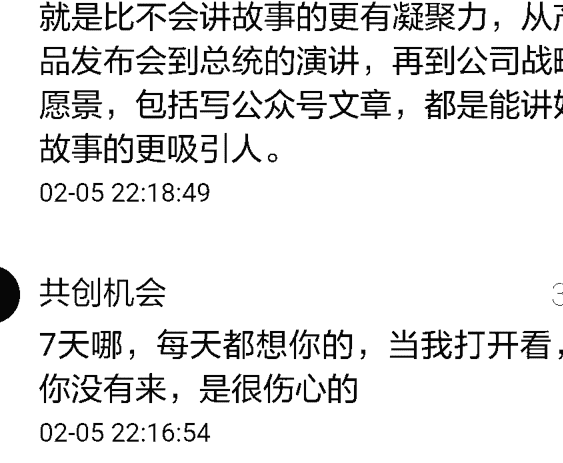 就是比不会讲故事的更有凝聚力，从
品发布会到总统的演讲，再到公司战
愿景，包括写公众号文章，都是能讲
故事的更吸引人。
02-05 22:18:49
共创机会
7天哪，每天都想你的，当我打开看，
你没有来，是很伤心的
02-05 22:16:54